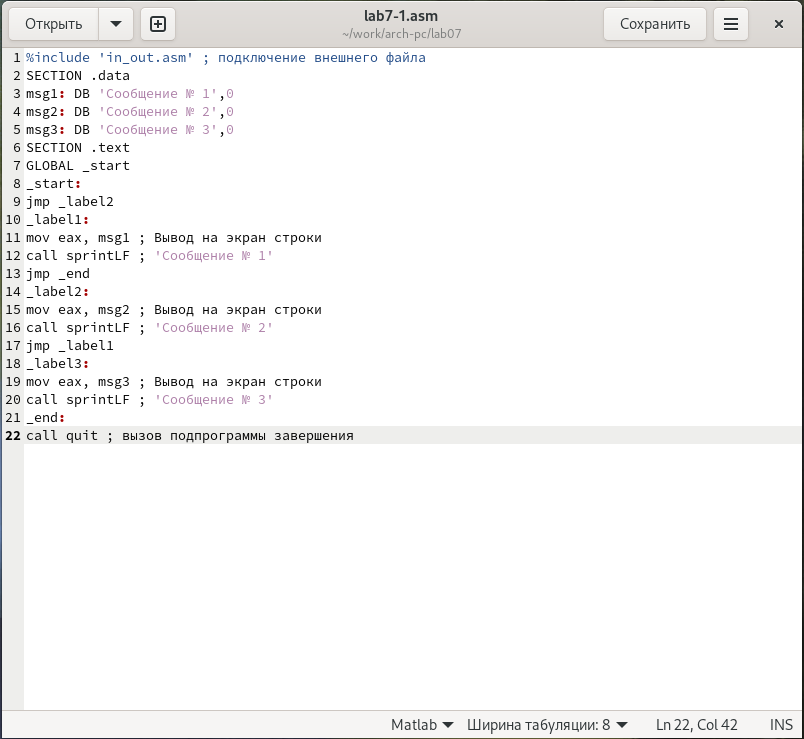 Открыть
lab7-1.asm
~/work/arch-pc/lab07
Сохранить
1 %include 'in_out.asm' ; подключение внешнего файла
2 SECTION .data
3 msg1: DB 'Сообщение № 1',0
4 msg2: DB 'Сообщение № 2',0
5 msg3: DB 'Сообщение № 3',0
6 SECTION .text
7 GLOBAL _start
8 _start:
9 jmp _label2
10 _label1:
11 mov eax, msg1 ; Вывод на экран строки
12 call sprintLF ; 'Сообщение № 1'
13 jmp _end
14 _label2:
15 mov eax, msg2 ; Вывод на экран строки
16 call sprintLF ; 'Сообщение № 2'
17 jmp _label1
18 _label3:
19 mov eax, msg3 ; Вывод на экран строки
20 call sprintLF ; 'Сообщение № 3'
21 _end:
22 call quit ; вызов подпрограммы завершения
Matlab Ширина табуляции: 8 Ln 22, Col 42 INS